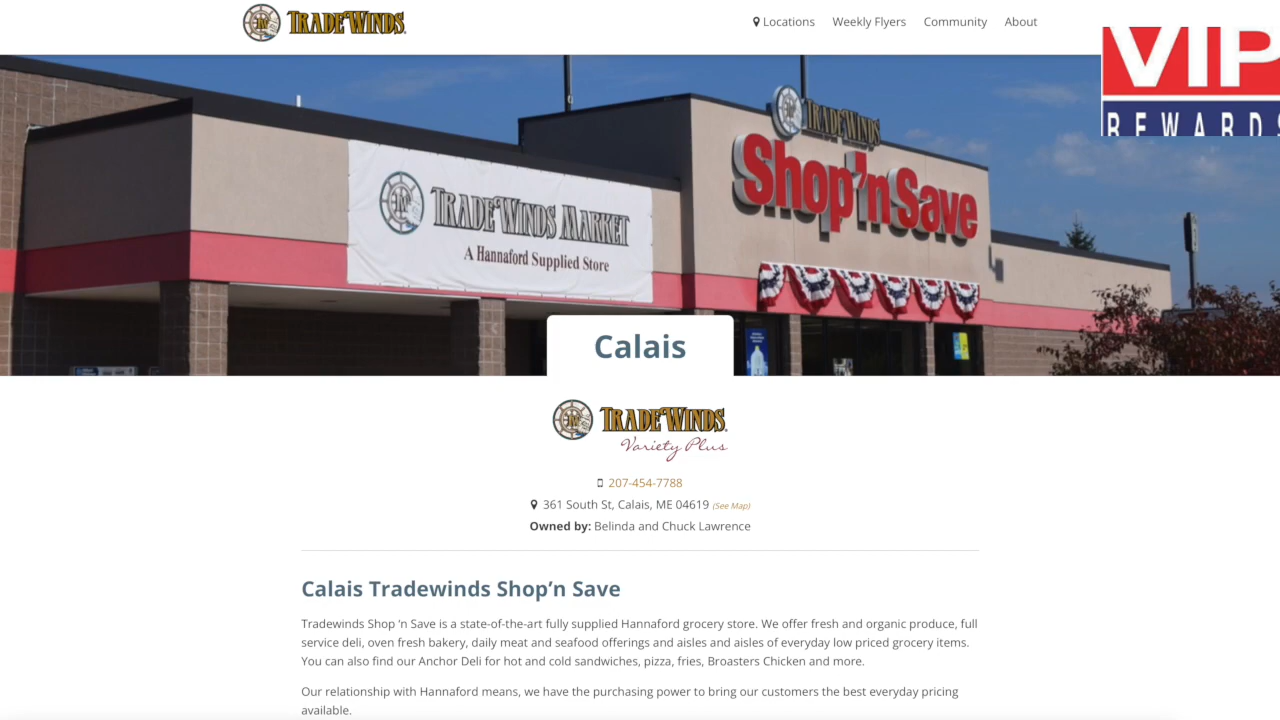 TRADEWINDS
Locations
Weekly Flyers
Community
About
VIP
REWARDS
TRADEWINDS
Shop'n Save
TRADEWINDS MARKET
A Hannaford Supplied Store
Calais
TRADEWINDS
Variety Plus
207-454-7788
361 South St, Calais, ME 04619 (See Map)
Owned by: Belinda and Chuck Lawrence
Calais Tradewinds Shop’n Save
Tradewinds Shop ‘n Save is a state-of-the-art fully supplied Hannaford grocery store. We offer fresh and organic produce, full
service deli, oven fresh bakery, daily meat and seafood offerings and aisles and aisles of everyday low priced grocery items.
You can also find our Anchor Deli for hot and cold sandwiches, pizza, fries, Broasters Chicken and more.
Our relationship with Hannaford means, we have the purchasing power to bring our customers the best everyday pricing
available.